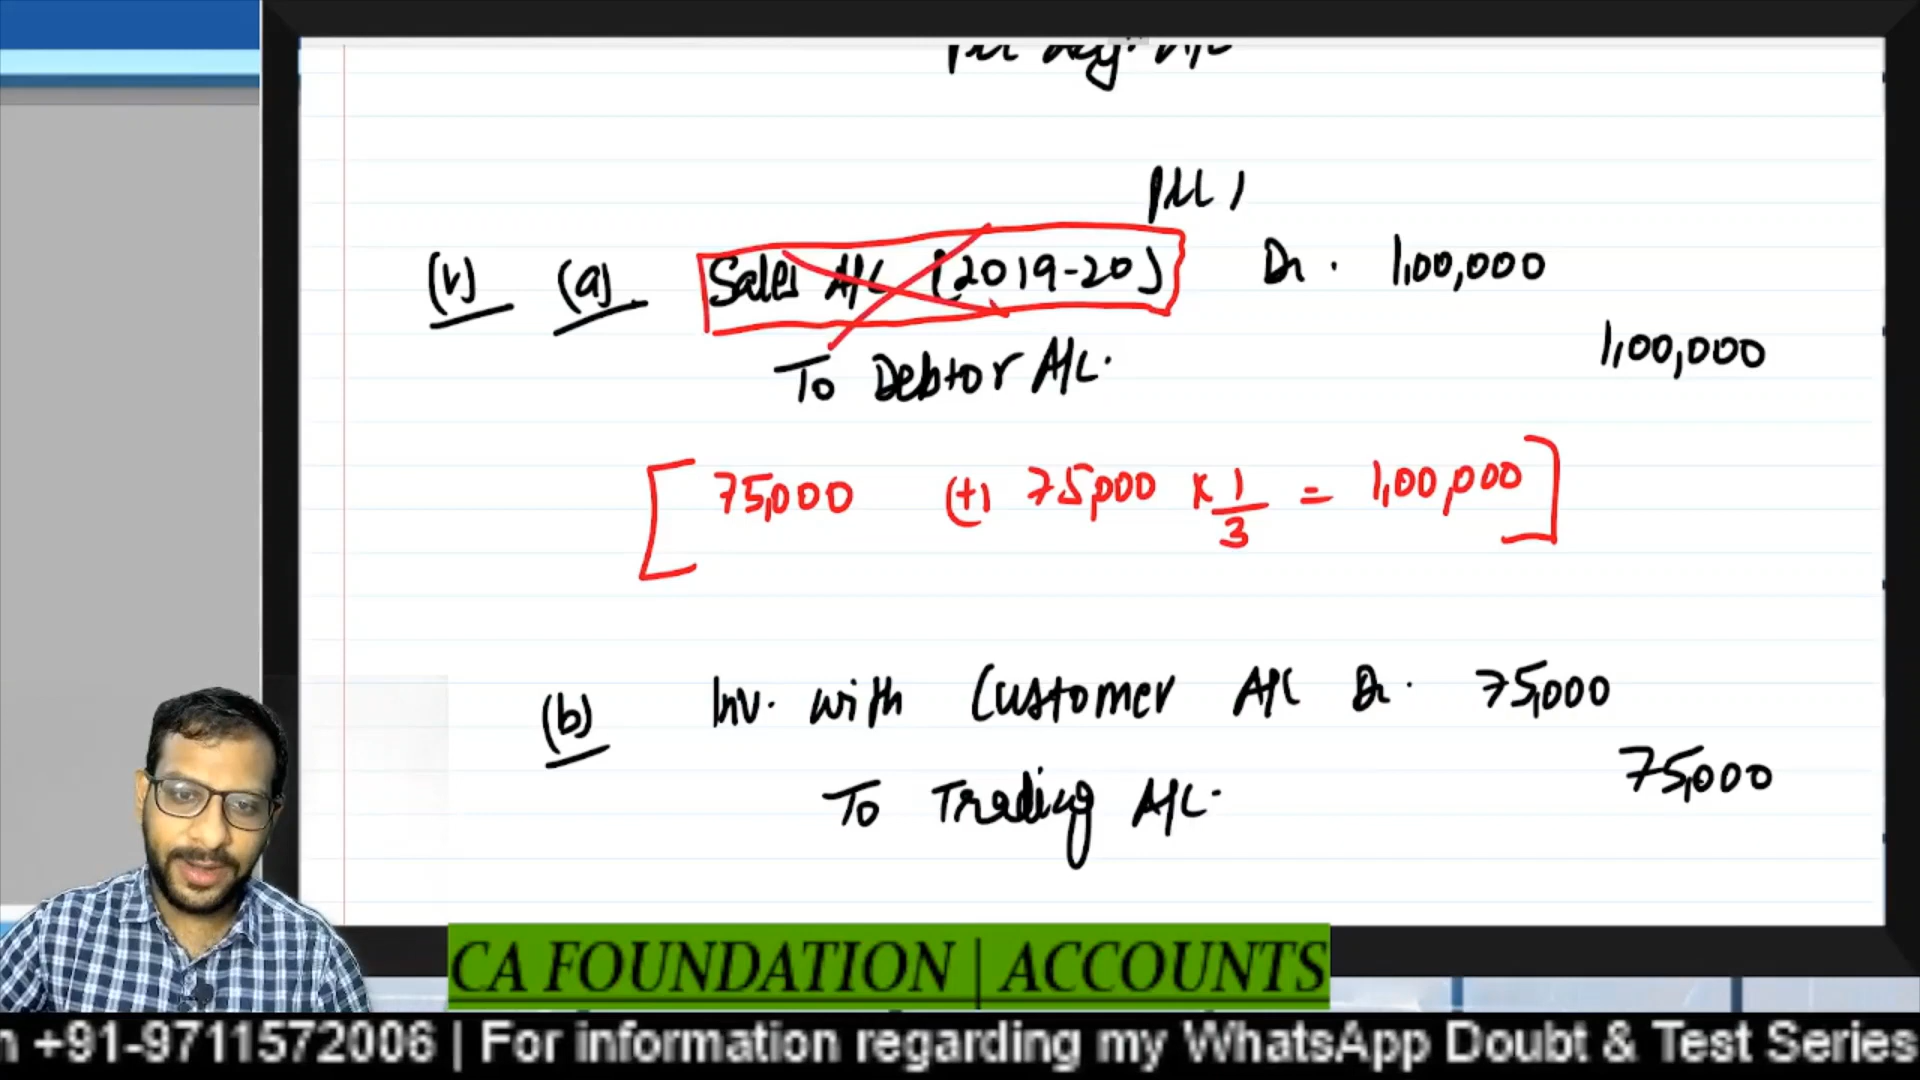 (v) (a) Sales A/c (2019-20) Dr. 1,00,000
To Debtor A/c. 1,00,000
[75,000 (+) 75,000 x 1/3 = 1,00,000]
(b) Inv. with Customer A/c Dr. 75,000
To Trading A/c. 75,000
CA FOUNDATION | ACCOUNTS
+91-9711572006 | For information regarding my WhatsApp Doubt & Test Series